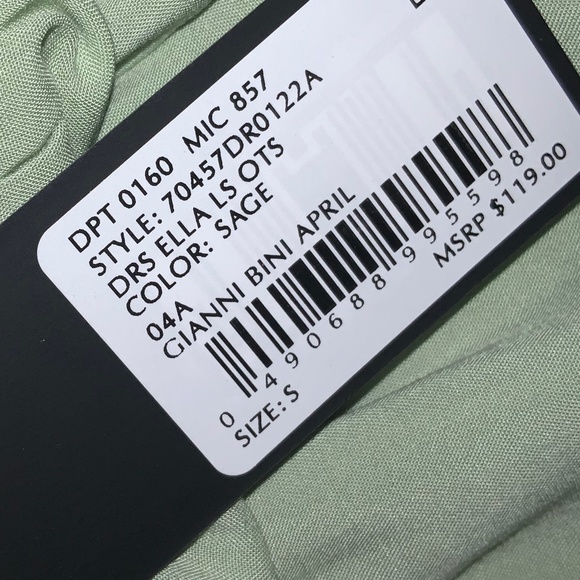 DPT 0160 MIC 857
STYLE: 70457DR0122A
DRS ELLA LS OTS
COLOR: SAGE
04A
GIANNI BINI APRIL
0 490688 995598
SIZE: S
MSRP $119.00